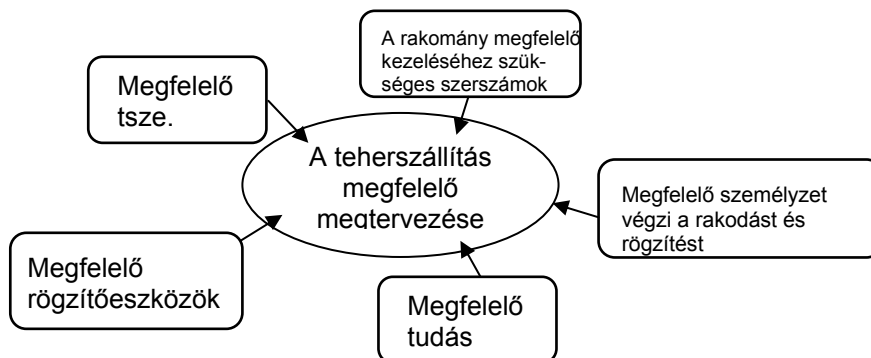 A rakomány megfelelő
kezeléséhez szük-
séges szerszámok
Megfelelő
tsze.
A teherszállítás
megfelelő
megtervezése
Megfelelő személyzet
végzi a rakodást és
rögzítést
Megfelelő
rögzítőeszközök
Megfelelő
tudás